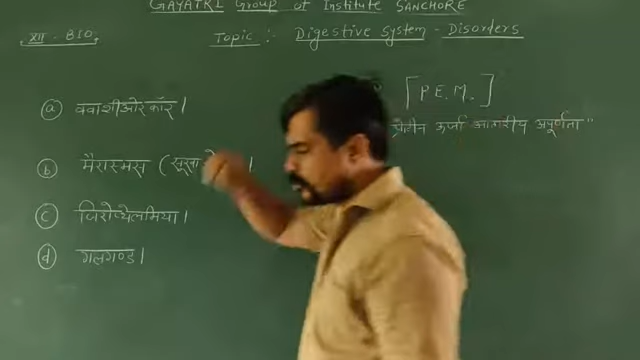 GAYATRI Group of Institute SANCHORE
XII - BIO.
Topic :- Digestive System - Disorders
[P.E.M.]
(a) क्वाशीओरकॉर।
प्रोटीन ऊर्जा आहारीय अपूर्णता"
(b) मैरास्मस (सूखा
(c) जिरोप्थैलमिया।
(d) गलगण्ड।